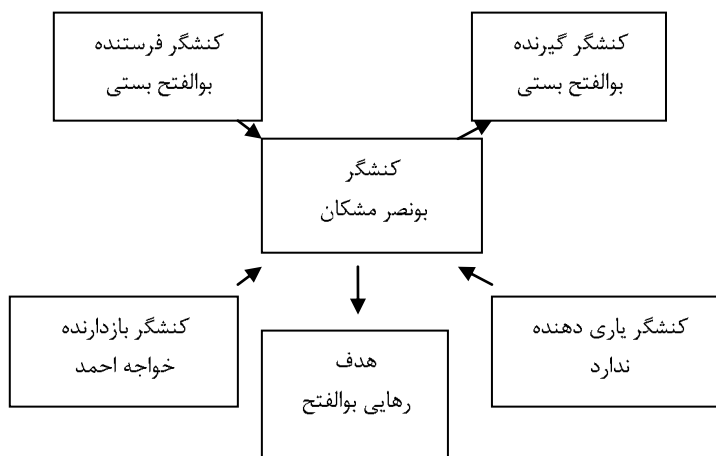 کنشگر گیرنده
بوالفتح بستی
کنشگر فرستنده
بوالفتح بستی
کنشگر
بونصر مشکان
کنشگر یاری دهنده
ندارد
هدف
رهایی بوالفتح
کنشگر بازدارنده
خواجه احمد